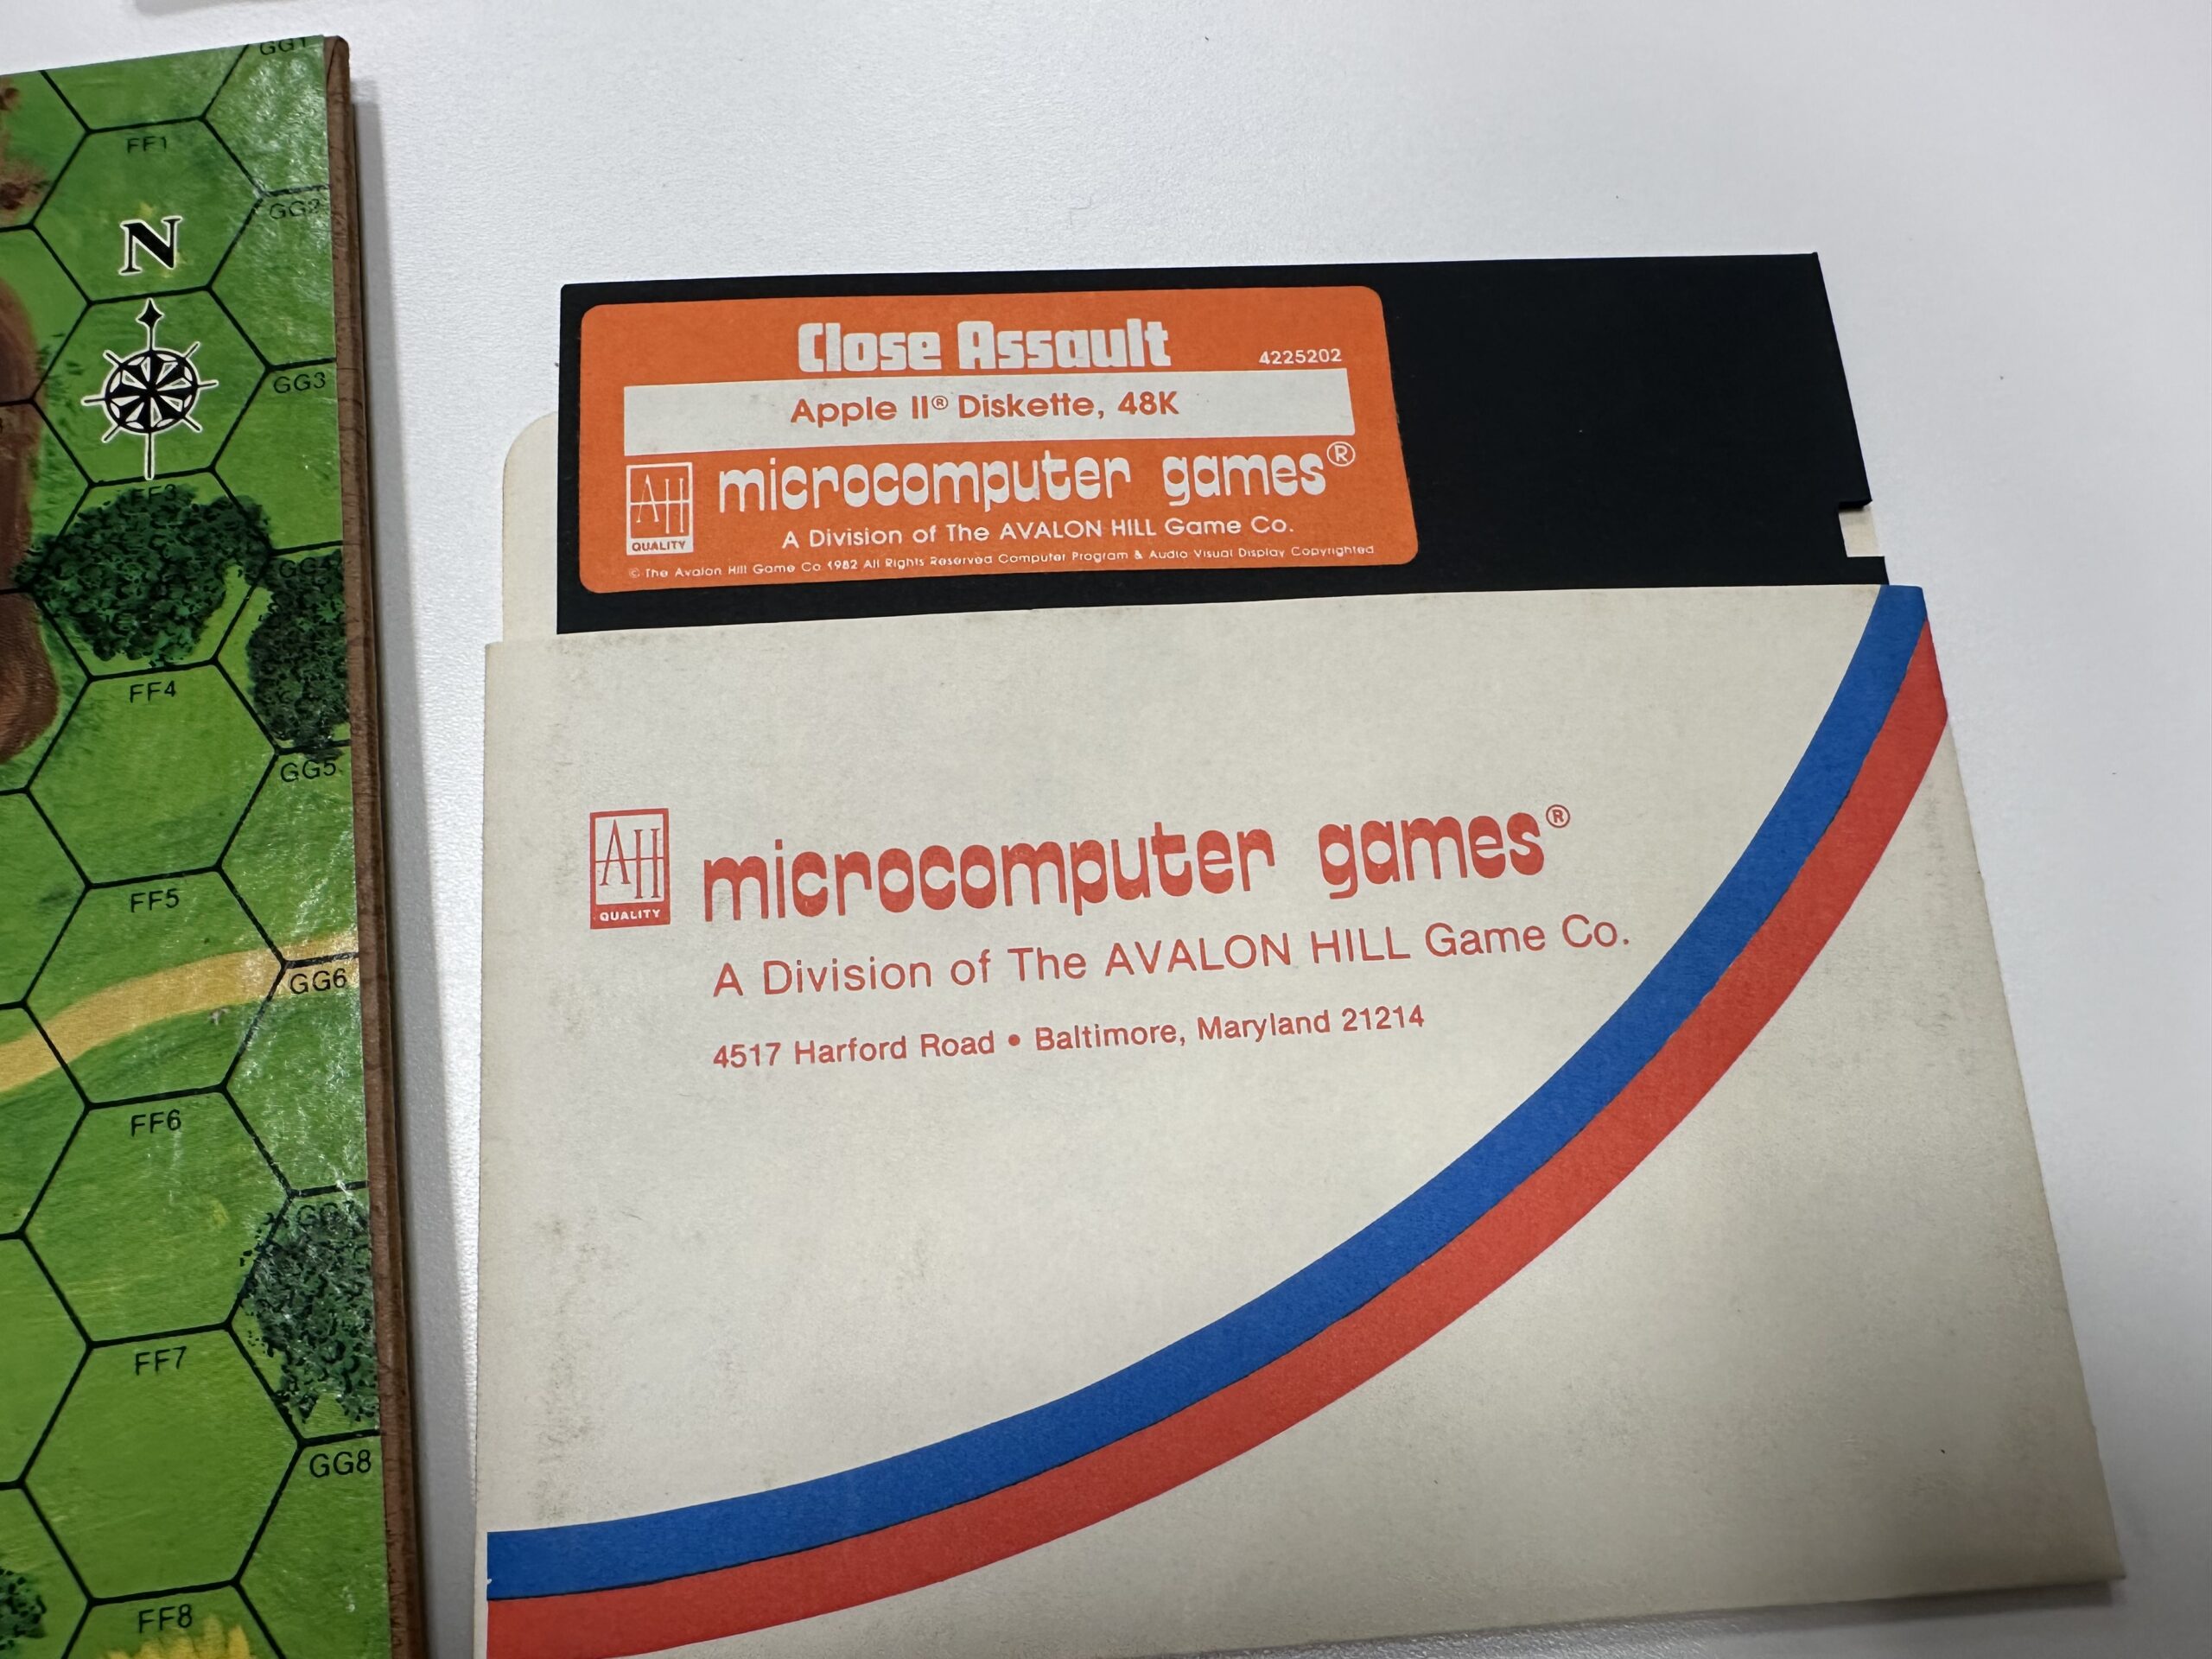 GG1
FF1
GG2
N
GG3
FF3
FF4
GG5
FF5
GG6
FF6
GG7
FF7
GG8
FF8
Close Assault
4225202
Apple II® Diskette, 48K
AH
QUALITY
microcomputer games®
A Division of The AVALON HILL Game Co.
© The Avalon Hill Game Co 1982 All Rights Reserved Computer Program & Audio Visual Display Copyrighted
AH
QUALITY
microcomputer games®
A Division of The AVALON HILL Game Co.
4517 Harford Road • Baltimore, Maryland 21214